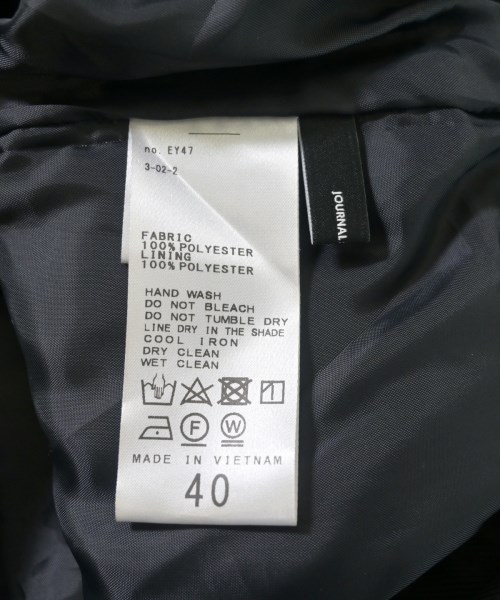 no. EY47
3-02-2
JOURNAL
FABRIC
100% POLYESTER
LINING
100% POLYESTER
HAND WASH
DO NOT BLEACH
DO NOT TUMBLE DRY
LINE DRY IN THE SHADE
COOL IRON
DRY CLEAN
WET CLEAN
F W
MADE IN VIETNAM
40